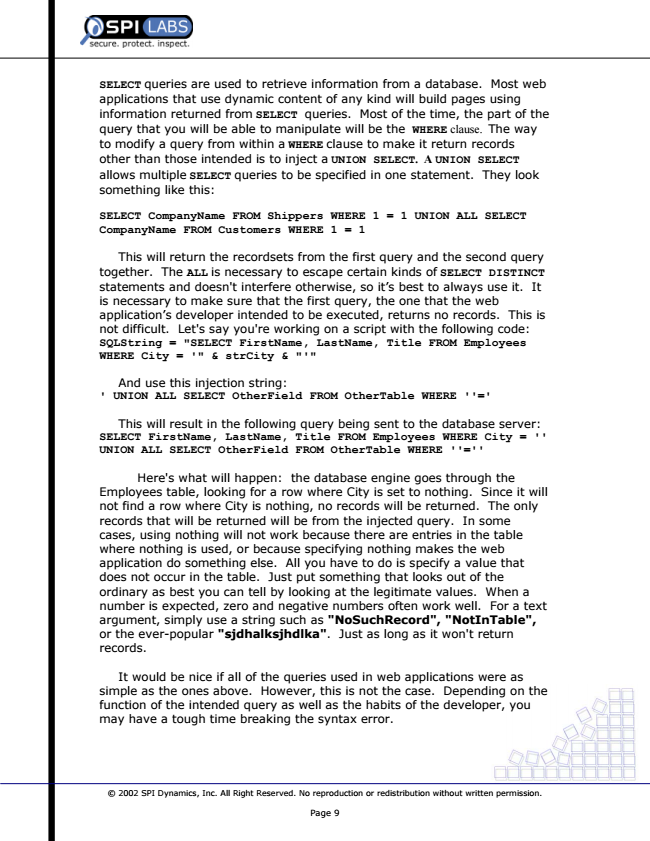 SPI LABS
secure. protect. inspect.
SELECT queries are used to retrieve information from a database. Most web
applications that use dynamic content of any kind will build pages using
information returned from SELECT queries. Most of the time, the part of the
query that you will be able to manipulate will be the WHERE clause. The way
to modify a query from within a WHERE clause to make it return records
other than those intended is to inject a UNION SELECT. A UNION SELECT
allows multiple SELECT queries to be specified in one statement. They look
something like this:
SELECT CompanyName FROM Shippers WHERE 1 = 1 UNION ALL SELECT
CompanyName FROM Customers WHERE 1 = 1
This will return the recordsets from the first query and the second query
together. The ALL is necessary to escape certain kinds of SELECT DISTINCT
statements and doesn't interfere otherwise, so it’s best to always use it. It
is necessary to make sure that the first query, the one that the web
application’s developer intended to be executed, returns no records. This is
not difficult. Let's say you're working on a script with the following code:
SQLString = "SELECT FirstName, LastName, Title FROM Employees
WHERE City = '" & strCity & "'"
And use this injection string:
' UNION ALL SELECT OtherField FROM OtherTable WHERE ''='
This will result in the following query being sent to the database server:
SELECT FirstName, LastName, Title FROM Employees WHERE City = ''
UNION ALL SELECT OtherField FROM OtherTable WHERE ''=''
Here's what will happen: the database engine goes through the
Employees table, looking for a row where City is set to nothing. Since it will
not find a row where City is nothing, no records will be returned. The only
records that will be returned will be from the injected query. In some
cases, using nothing will not work because there are entries in the table
where nothing is used, or because specifying nothing makes the web
application do something else. All you have to do is specify a value that
does not occur in the table. Just put something that looks out of the
ordinary as best you can tell by looking at the legitimate values. When a
number is expected, zero and negative numbers often work well. For a text
argument, simply use a string such as "NoSuchRecord", "NotInTable",
or the ever-popular "sjdhalksjhdlka". Just as long as it won't return
records.
It would be nice if all of the queries used in web applications were as
simple as the ones above. However, this is not the case. Depending on the
function of the intended query as well as the habits of the developer, you
may have a tough time breaking the syntax error.
© 2002 SPI Dynamics, Inc. All Right Reserved. No reproduction or redistribution without written permission.
Page 9